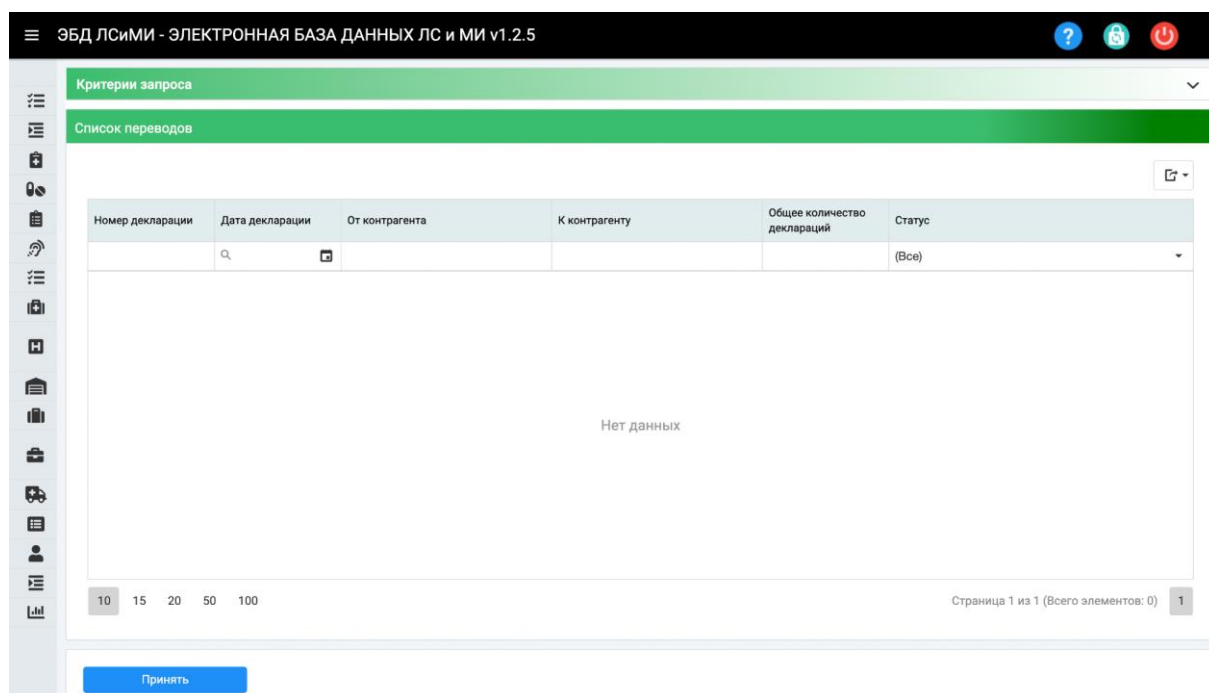 ЭБД ЛСиМИ - ЭЛЕКТРОННАЯ БАЗА ДАННЫХ ЛС и МИ v1.2.5
?
Критерии запроса
Список переводов
Номер декларации
Дата декларации
От контрагента
К контрагенту
Общее количество
деклараций
Статус
(Все)
Нет данных
10 15 20 50 100
Страница 1 из 1 (Всего элементов: 0) 1
Принять